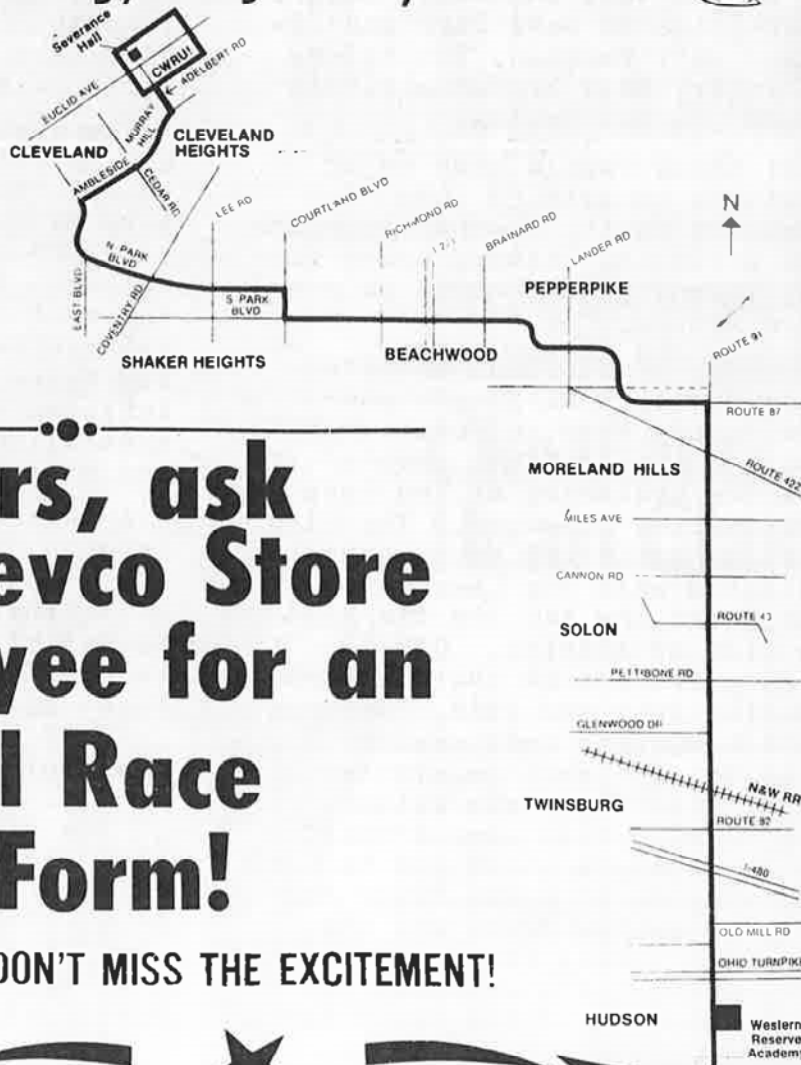 Severance
Hall
CWRU!
ADELBERT RD
EUCLID AVE
MURRAY
HILL
CLEVELAND
CLEVELAND
HEIGHTS
AMBLESIDE
CEDAR RD
LEE RD
COURTLAND BLVD
RICHMOND RD
BRAINARD RD
LANDER RD
N
N. PARK
BLVD
S PARK
BLVD
EAST BLVD
COVENTRY RD
PEPPERPIKE
SHAKER HEIGHTS
BEACHWOOD
ROUTE 91
ROUTE 87
MORELAND HILLS
ROUTE 422
MILES AVE
CANNON RD
SOLON
ROUTE 43
PETTIBONE RD
GLENWOOD DR
N&W RR
TWINSBURG
ROUTE 82
I-480
OLD MILL RD
OHIO TURNPIKE
HUDSON
Western
Reserve
Academy
rs, ask
evco Store
yee for an
l Race
Form!
DON'T MISS THE EXCITEMENT!